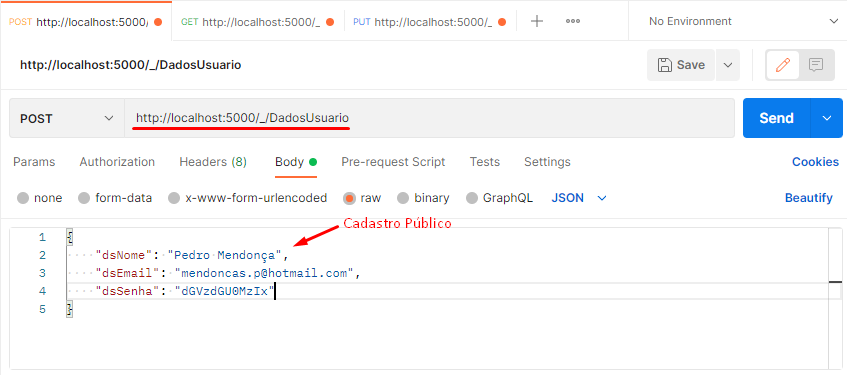 POST http://localhost:5000/ GET http://localhost:5000/_ PUT http://localhost:5000/_ + ooo No Environment
http://localhost:5000/_/DadosUsuario Save
POST http://localhost:5000/_/DadosUsuario Send
Params Authorization Headers (8) Body Pre-request Script Tests Settings Cookies
none form-data x-www-form-urlencoded raw binary GraphQL JSON Beautify
Cadastro Público
1 {
2 "dsNome": "Pedro Mendonça",
3 "dsEmail": "mendoncas.p@hotmail.com",
4 "dsSenha": "dGVzdGU0MzIx"
5 }